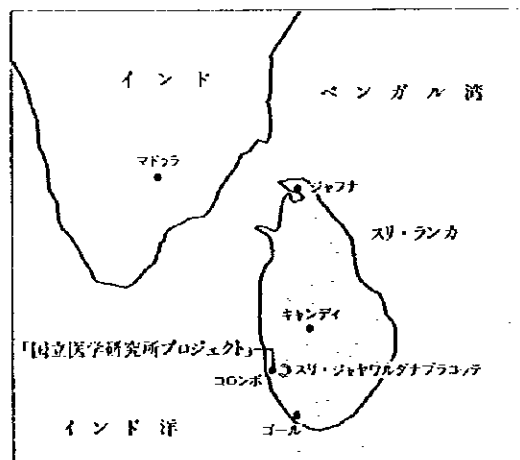 インド
ベンガル湾
マドゥラ
ジャフナ
スリ・ランカ
キャンディ
「国立医学研究所プロジェクト」
スリ・ジャヤワルダナプラコッテ
コロンボ
ゴール
インド洋